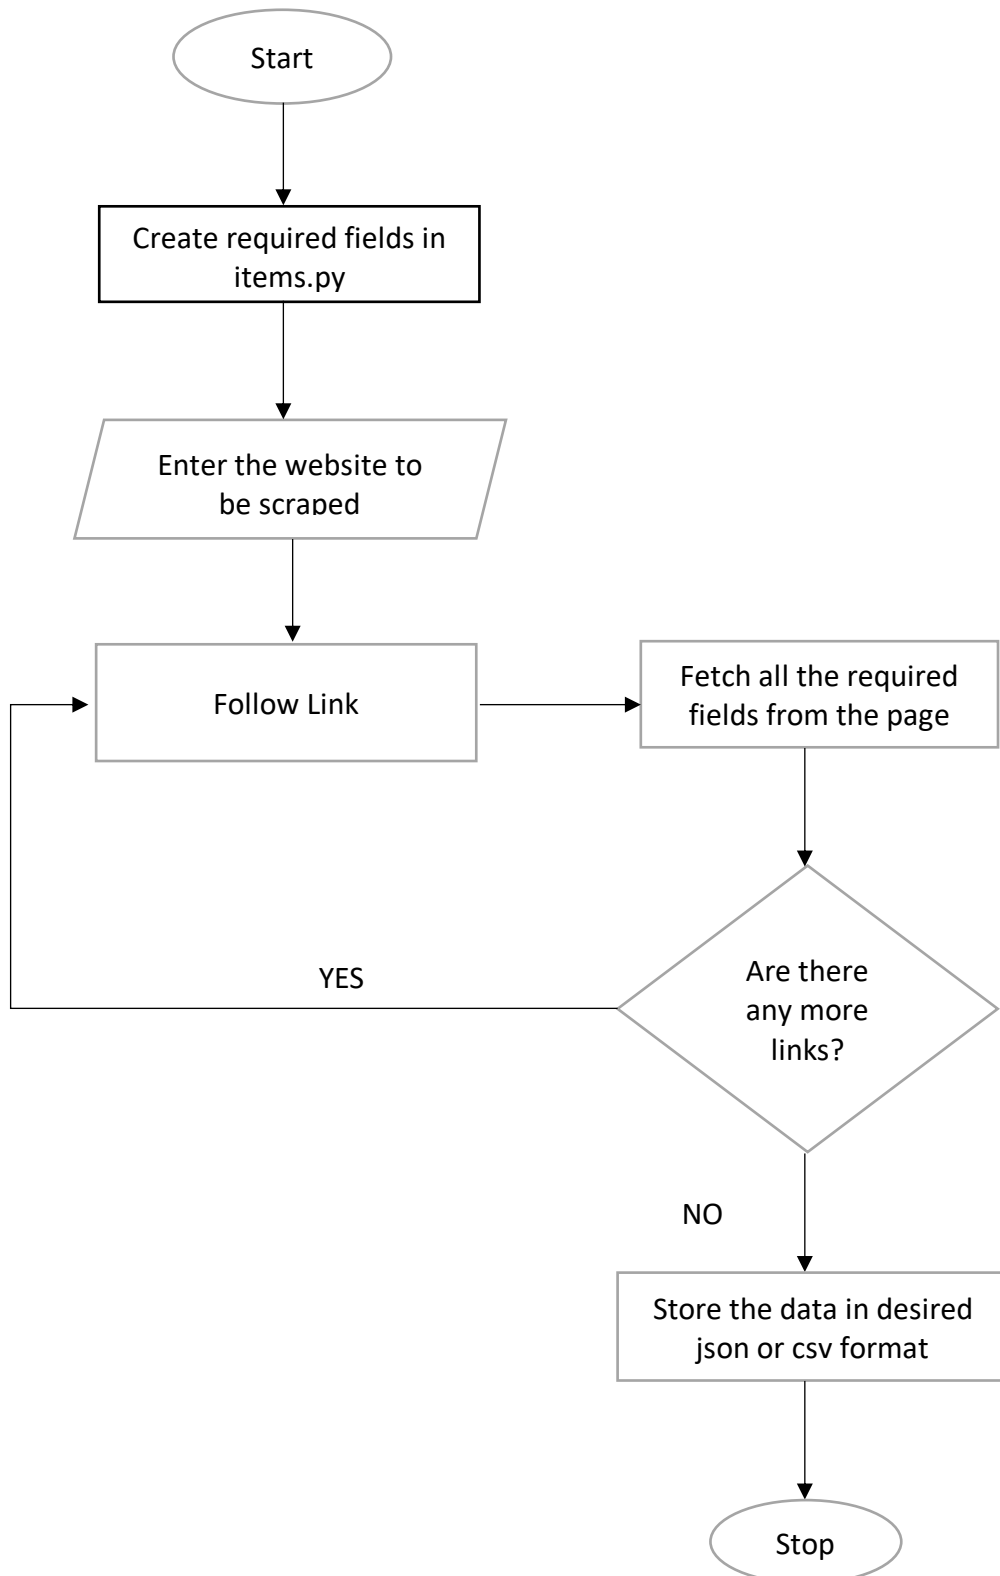 Start
Create required fields in
items.py
Enter the website to
be scraped
Follow Link
Fetch all the required
fields from the page
Are there
any more
links?
YES
NO
Store the data in desired
json or csv format
Stop